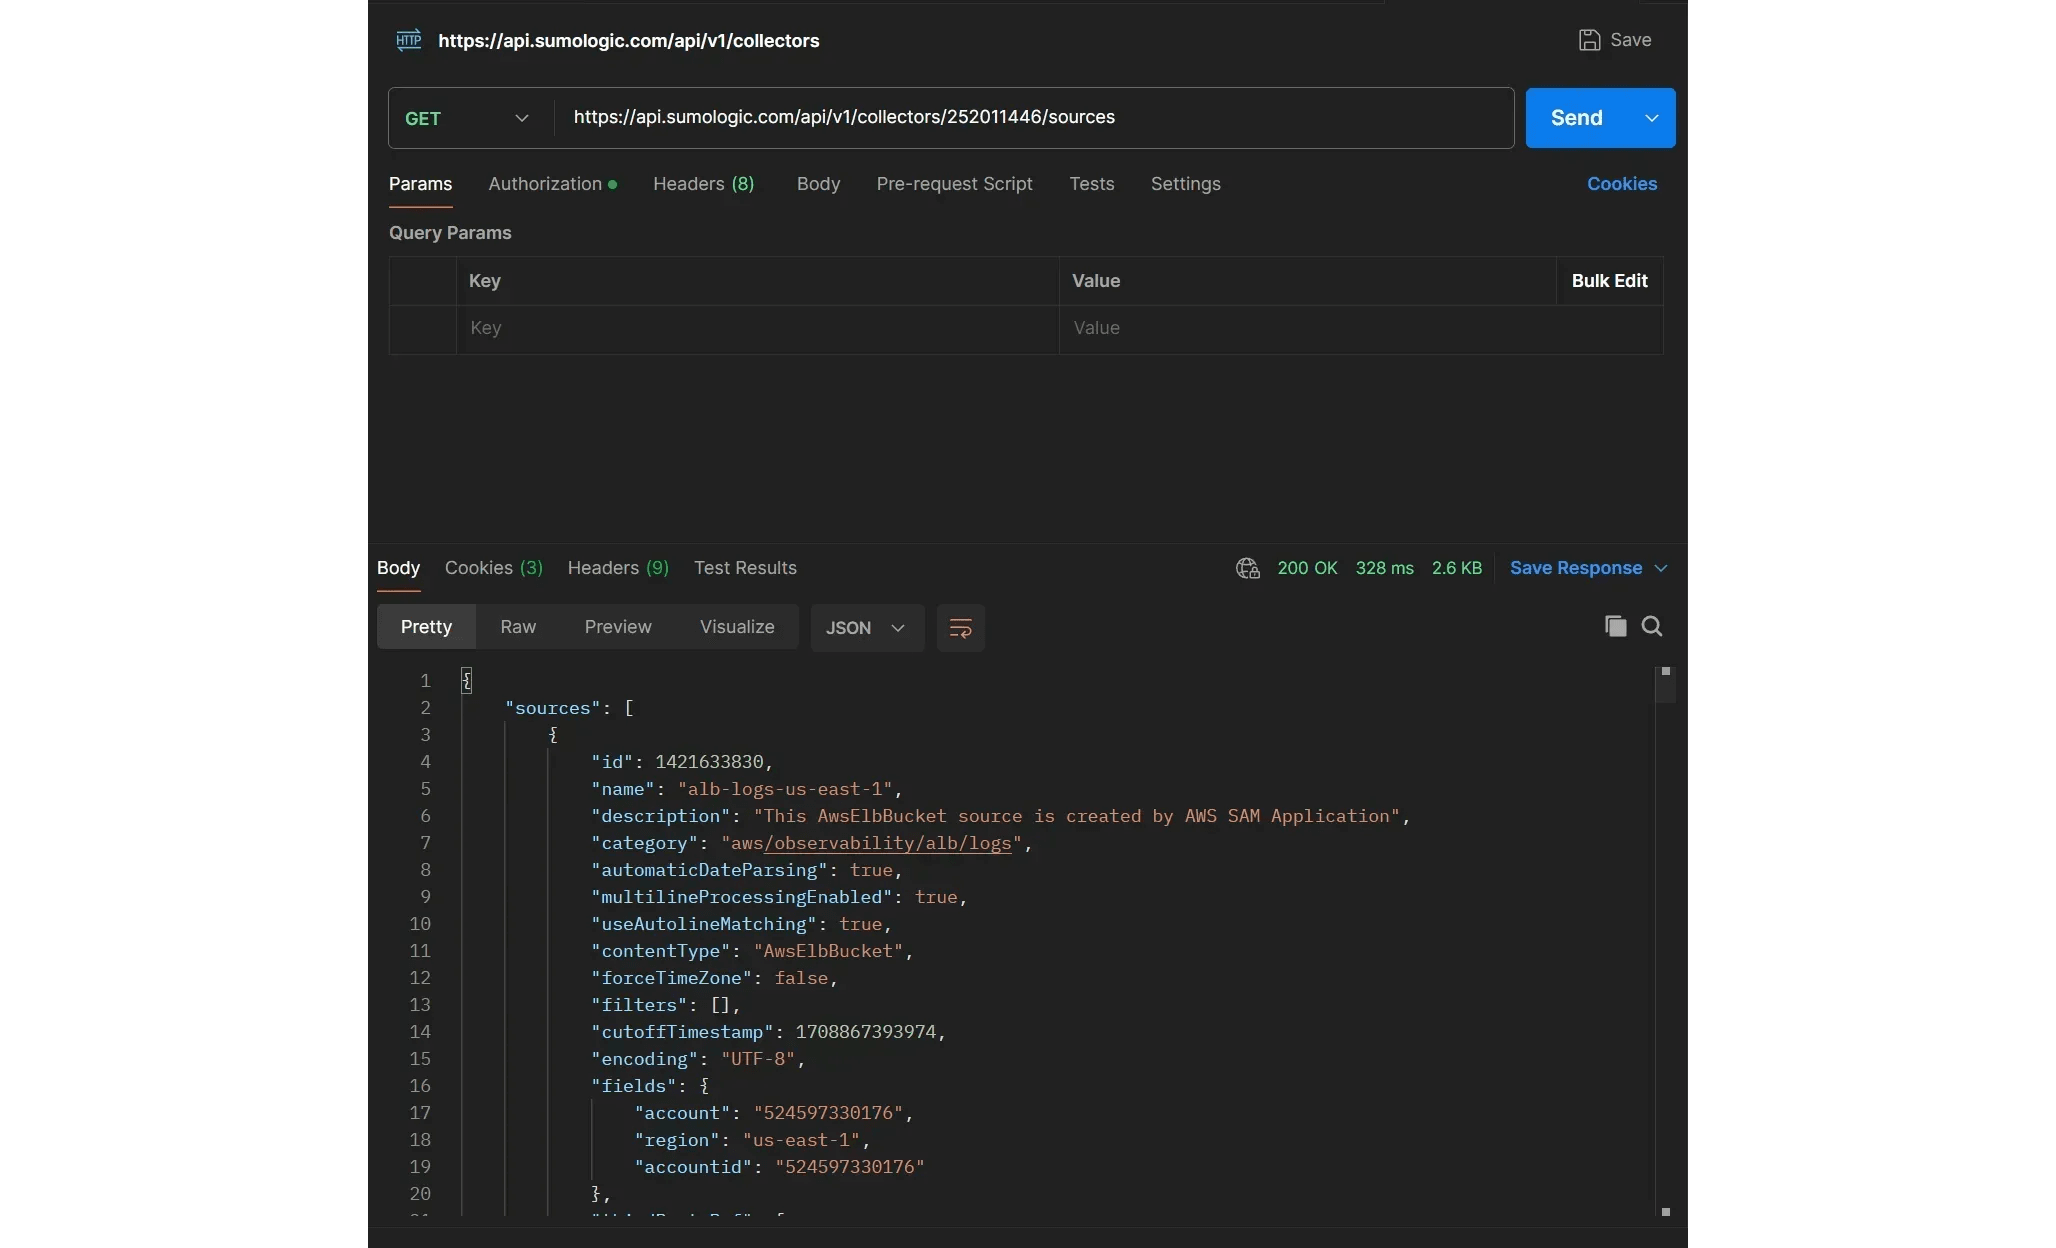 HTTP https://api.sumologic.com/api/v1/collectors Save
GET https://api.sumologic.com/api/v1/collectors/252011446/sources Send
Params Authorization Headers (8) Body Pre-request Script Tests Settings Cookies
Query Params
Key Value Bulk Edit
Key Value
Body Cookies (3) Headers (9) Test Results 200 OK 328 ms 2.6 KB Save Response
Pretty Raw Preview Visualize JSON
1 {
2 "sources": [
3 {
4 "id": 1421633830,
5 "name": "alb-logs-us-east-1",
6 "description": "This AwsElbBucket source is created by AWS SAM Application",
7 "category": "aws/observability/alb/logs",
8 "automaticDateParsing": true,
9 "multilineProcessingEnabled": true,
10 "useAutolineMatching": true,
11 "contentType": "AwsElbBucket",
12 "forceTimeZone": false,
13 "filters": [],
14 "cutoffTimestamp": 1708867393974,
15 "encoding": "UTF-8",
16 "fields": {
17 "account": "524597330176",
18 "region": "us-east-1",
19 "accountid": "524597330176"
20 },